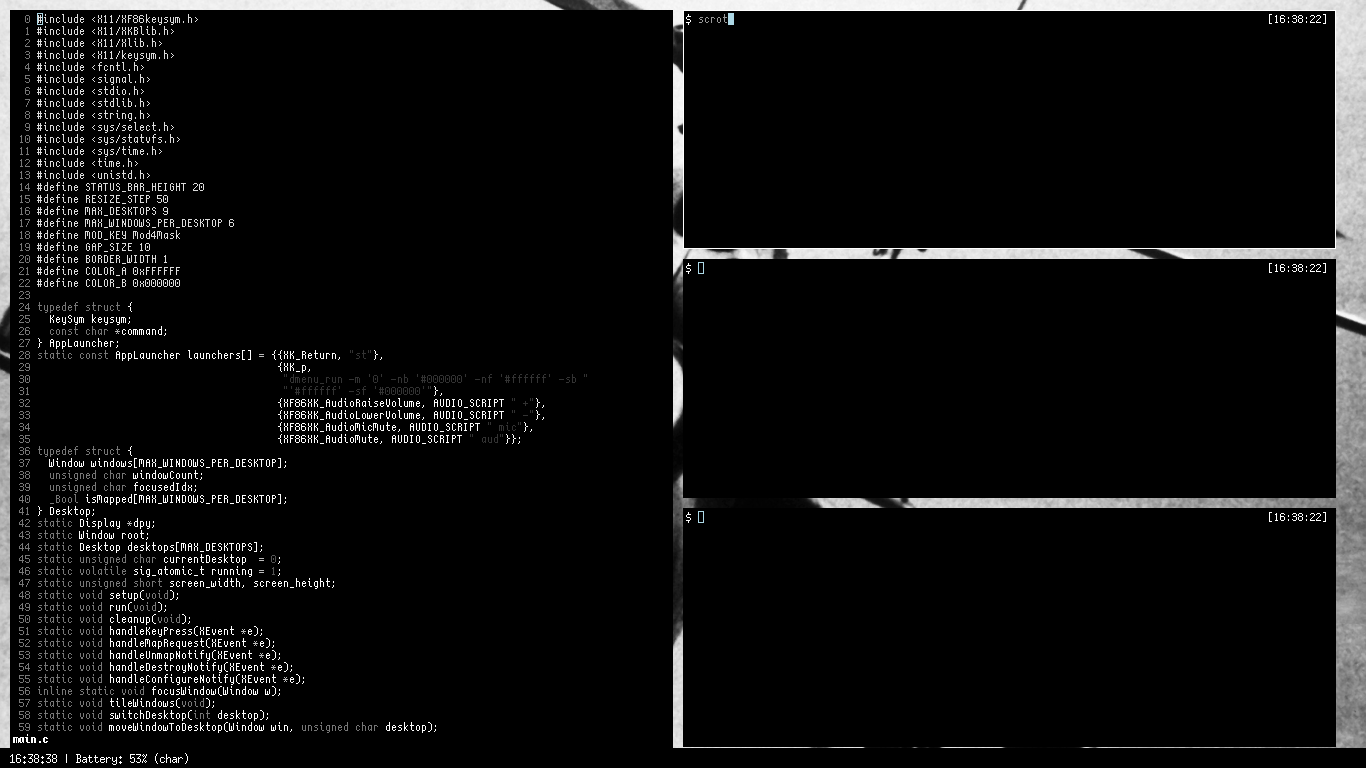 0 #include <X11/XF86keysym.h>
1 #include <X11/XKBlib.h>
2 #include <X11/Xlib.h>
3 #include <X11/keysym.h>
4 #include <fcntl.h>
5 #include <signal.h>
6 #include <stdio.h>
7 #include <stdlib.h>
8 #include <string.h>
9 #include <sys/select.h>
10 #include <sys/statvfs.h>
11 #include <sys/time.h>
12 #include <time.h>
13 #include <unistd.h>
14 #define STATUS_BAR_HEIGHT 20
15 #define RESIZE_STEP 50
16 #define MAX_DESKTOPS 9
17 #define MAX_WINDOWS_PER_DESKTOP 6
18 #define MOD_KEY Mod4Mask
19 #define GAP_SIZE 10
20 #define BORDER_WIDTH 1
21 #define COLOR_A 0xFFFFFF
22 #define COLOR_B 0x000000
23
24 typedef struct {
25   KeySym keysym;
26   const char *command;
27 } AppLauncher;
28 static const AppLauncher launchers[] = {{XK_Return, "st"},
29                                         {XK_p,
30                                          "dmenu_run -m '0' -nb '#000000' -nf '#ffffff' -sb "
31                                          "'#ffffff' -sf '#000000'"},
32                                         {XF86XK_AudioRaiseVolume, AUDIO_SCRIPT " +"},
33                                         {XF86XK_AudioLowerVolume, AUDIO_SCRIPT " -"},
34                                         {XF86XK_AudioMicMute, AUDIO_SCRIPT " mic"},
35                                         {XF86XK_AudioMute, AUDIO_SCRIPT " aud"}};
36 typedef struct {
37   Window windows[MAX_WINDOWS_PER_DESKTOP];
38   unsigned char windowCount;
39   unsigned char focusedIdx;
40   _Bool isMapped[MAX_WINDOWS_PER_DESKTOP];
41 } Desktop;
42 static Display *dpy;
43 static Window root;
44 static Desktop desktops[MAX_DESKTOPS];
45 static unsigned char currentDesktop  = 0;
46 static volatile sig_atomic_t running = 1;
47 static unsigned short screen_width, screen_height;
48 static void setup(void);
49 static void run(void);
50 static void cleanup(void);
51 static void handleKeyPress(XEvent *e);
52 static void handleMapRequest(XEvent *e);
53 static void handleUnmapNotify(XEvent *e);
54 static void handleDestroyNotify(XEvent *e);
55 static void handleConfigureNotify(XEvent *e);
56 inline static void focusWindow(Window w);
57 static void tileWindows(void);
58 static void switchDesktop(int desktop);
59 static void moveWindowToDesktop(Window win, unsigned char desktop);
main.c
$ scrot [16:38:22]
$ [16:38:22]
$ [16:38:22]
16:38:38 | Battery: 53% (char)